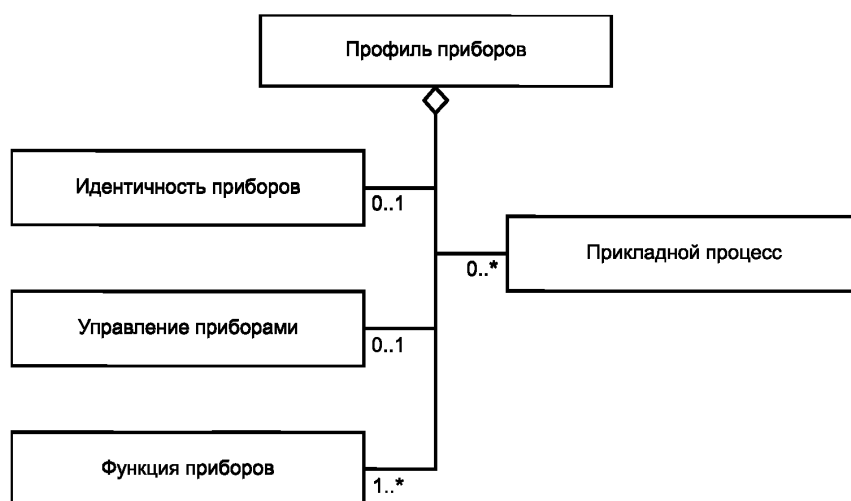 Профиль приборов
Идентичность приборов
0..1
Прикладной процесс
0..*
Управление приборами
0..1
Функция приборов
1..*